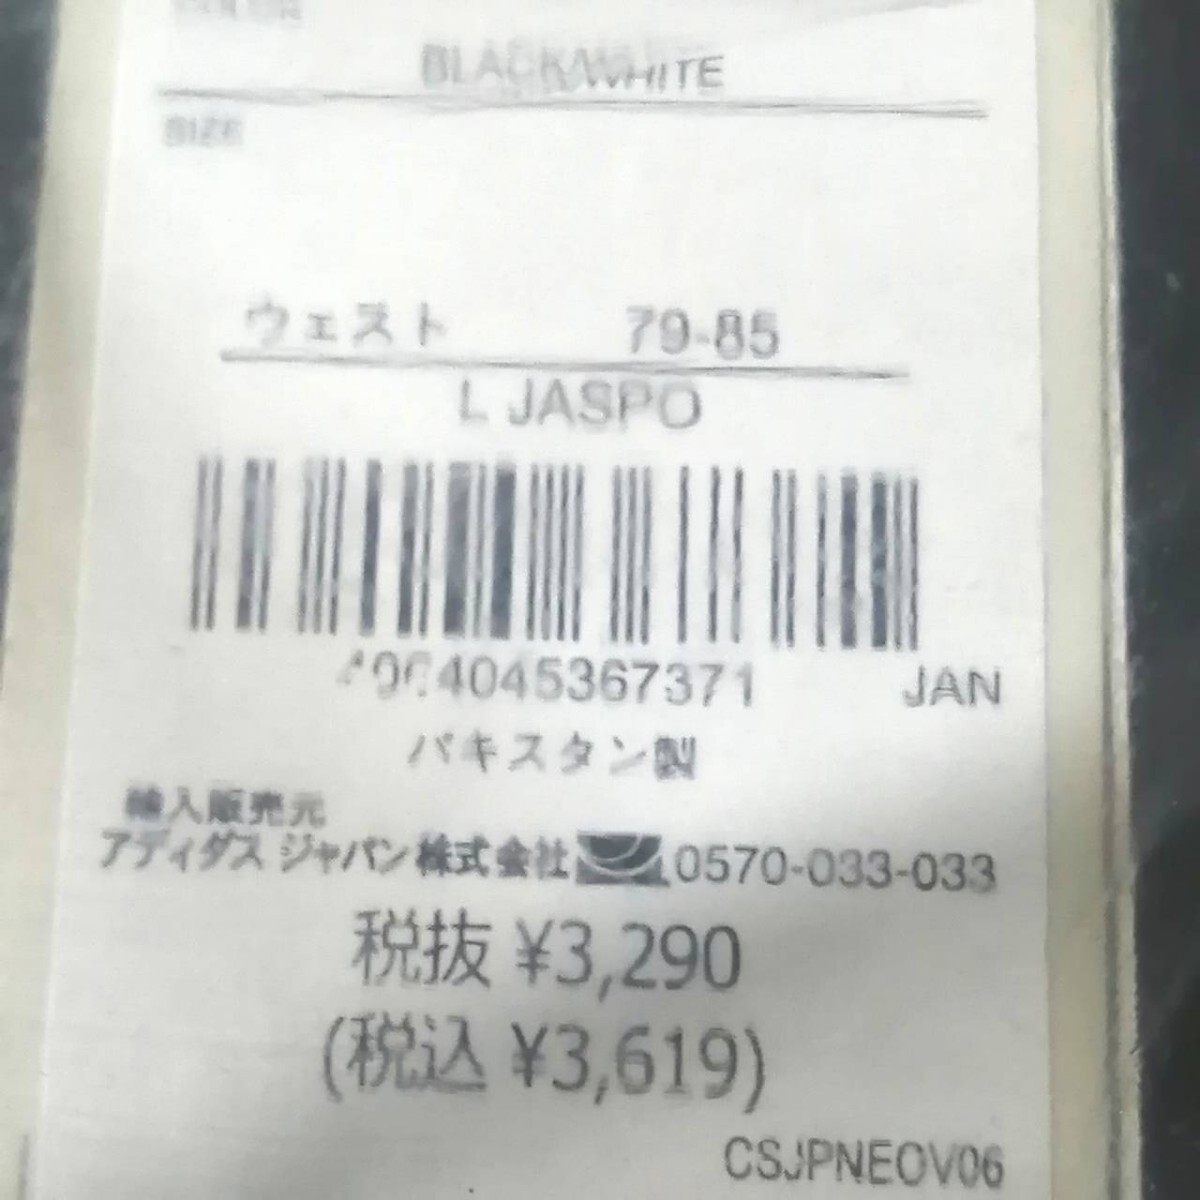 BLACK/WHITE
SIZE
ウェスト 79-85
L JASPO
4064045367371 JAN
パキスタン製
輸入販売元
アディダス ジャパン株式会社 0570-033-033
税抜 ¥3,290
(税込 ¥3,619)
CSJPNEOV06